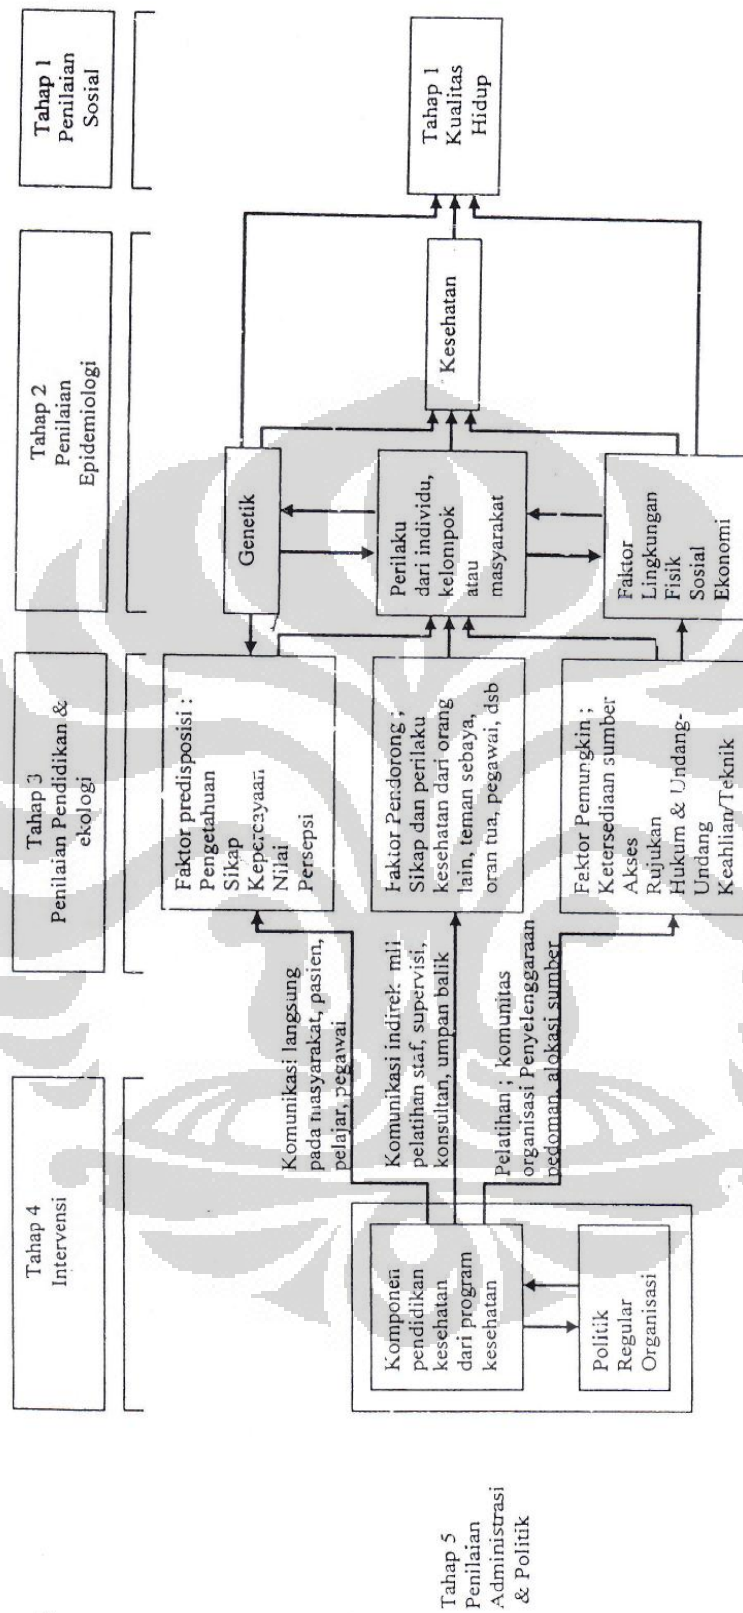 Tahap 4
Intervensi
Tahap 3
Penilaian Pendidikan &
ekologi
Tahap 2
Penilaian
Epidemiologi
Tahap 1
Penilaian
Sosial
Komunikasi langsung
pada masyarakat, pasien,
pelajar, pegawai
Faktor predisposisi :
Pengetahuan
Sikap
Kepercayaan
Nilai
Persepsi
Genetik
Komponen
pendidikan
kesehatan
dari program
kesehatan
Komunikasi indirek mli
pelatihan staf, supervisi,
konsultan, umpan balik
Faktor Pendorong ;
Sikap dan perilaku
kesehatan dari orang
lain, teman sebaya,
oran tua, pegawai, dsb
Perilaku
dari individu,
kelompok
atau
masyarakat
Kesehatan
Tahap 1
Kualitas
Hidup
Tahap 5
Penilaian
Administrasi
& Politik
Politik
Regular
Organisasi
Pelatihan ; komunitas
organisasi Penyelenggaraan
pedoman, alokasi sumber
Faktor Pemungkin ;
Ketersediaan sumber
Akses
Rujukan
Hukum & Undang-
Undang
Keahlian/Teknik
Faktor
Lingkungan
Fisik
Sosial
Ekonomi